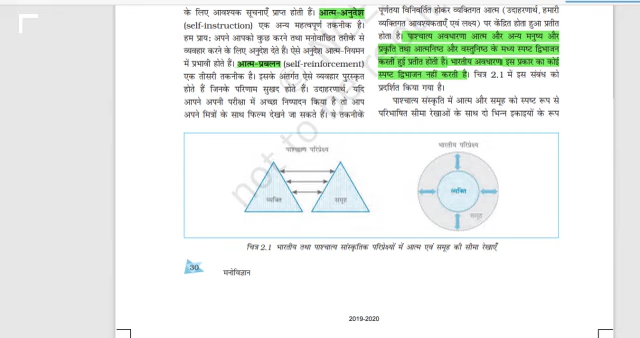 के लिए आवश्यक सूचनाएँ प्राप्त होती हैं। आत्म-अनुदेश
(self-instruction) एक अन्य महत्वपूर्ण तकनीक है।
हम प्रायः अपने आपको कुछ करने तथा मनोवांछित तरीके से
व्यवहार करने के लिए अनुदेश देते हैं। ऐसे अनुदेश आत्म-नियमन
में प्रभावी होते हैं। आत्म-प्रबलन (self-reinforcement)
एक तीसरी तकनीक है। इसके अंतर्गत ऐसे व्यवहार पुरस्कृत
होते हैं जिनके परिणाम सुखद होते हैं। उदाहरणार्थ, यदि
आपने अपनी परीक्षा में अच्छा निष्पादन किया है तो आप
अपने मित्रों के साथ फिल्म देखने जा सकते हैं। ये तकनीकें
पूर्णतया विनिवर्तित होकर व्यक्तिगत आत्म (उदाहरणार्थ, हमारी
व्यक्तिगत आवश्यकताएँ एवं लक्ष्य) पर केंद्रित होता हुआ प्रतीत
होता है। पाश्चात्य अवधारणा आत्म और अन्य मनुष्य और
प्रकृति तथा आत्मनिष्ठ और वस्तुनिष्ठ के मध्य स्पष्ट द्विभाजन
करती हुई प्रतीत होती है। भारतीय अवधारणा इस प्रकार का कोई
स्पष्ट द्विभाजन नहीं करती है। चित्र 2.1 में इस संबंध को
प्रदर्शित किया गया है।
पाश्चात्य संस्कृति में आत्म और समूह को स्पष्ट रूप से
परिभाषित सीमा रेखाओं के साथ दो भिन्न इकाइयों के रूप
पाश्चात्य परिप्रेक्ष्य
व्यक्ति
समूह
भारतीय परिप्रेक्ष्य
व्यक्ति
समूह
चित्र 2.1 भारतीय तथा पाश्चात्य सांस्कृतिक परिप्रेक्ष्यों में आत्म एवं समूह की सीमा रेखाएँ
30
मनोविज्ञान
2019-2020
not to be